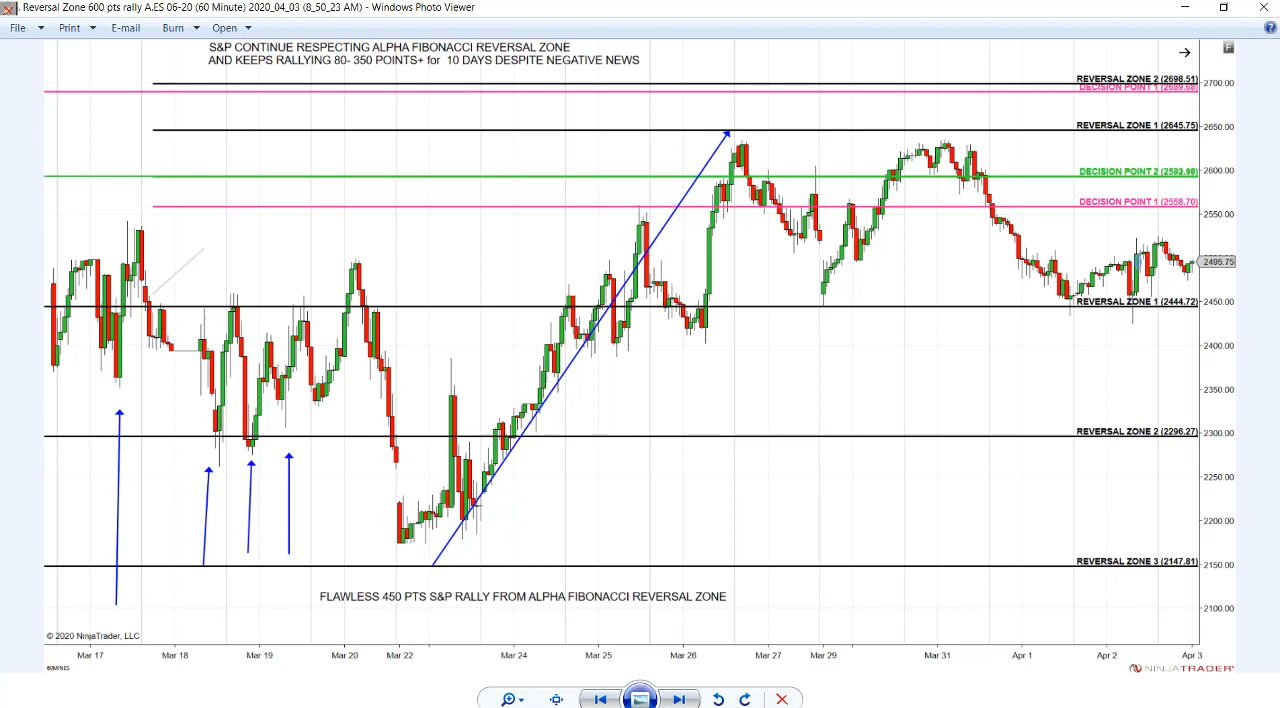 Reversal Zone 600 pts rally A.ES 06-20 (60 Minute) 2020_04_03 (8_50_23 AM) - Windows Photo Viewer
File Print Burn E-mail Open
S&P CONTINUE RESPECTING ALPHA FIBONACCI REVERSAL ZONE
AND KEEPS RALLYING 80- 350 POINTS+ for 10 DAYS DESPITE NEGATIVE NEWS
F
REVERSAL ZONE 2 (2698.51)
2700.00
DECISION POINT 1 (2689.68)
REVERSAL ZONE 1 (2645.75)
2650.00
DECISION POINT 2 (2592.98)
2600.00
DECISION POINT 1 (2558.70)
2550.00
2495.75
REVERSAL ZONE 1 (2444.72)
2450.00
2400.00
2350.00
REVERSAL ZONE 2 (2296.27)
2300.00
2250.00
2200.00
REVERSAL ZONE 3 (2147.81)
2150.00
FLAWLESS 450 PTS S&P RALLY FROM ALPHA FIBONACCI REVERSAL ZONE
2100.00
© 2020 NinjaTrader, LLC
Mar 17 Mar 18 Mar 19 Mar 20 Mar 22 Mar 24 Mar 25 Mar 26 Mar 27 Mar 29 Mar 31 Apr 1 Apr 2 Apr 3
60MINES
NINJATRADER